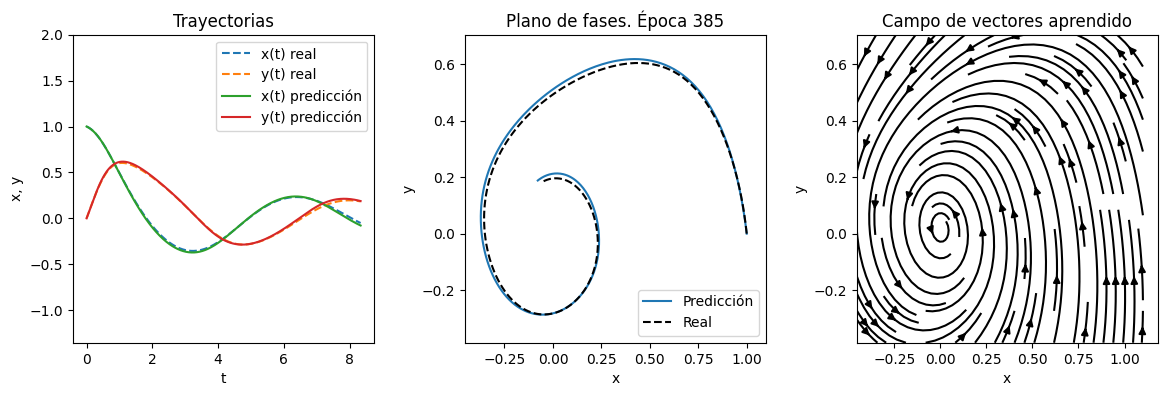 Trayectorias
2.0
1.5
1.0
0.5
0.0
−0.5
−1.0
x, y
0 2 4 6 8
t
x(t) real
y(t) real
x(t) predicción
y(t) predicción
Plano de fases. Época 385
0.6
0.4
0.2
0.0
−0.2
y
−0.25 0.00 0.25 0.50 0.75 1.00
x
Predicción
Real
Campo de vectores aprendido
0.6
0.4
0.2
0.0
−0.2
y
−0.25 0.00 0.25 0.50 0.75 1.00
x